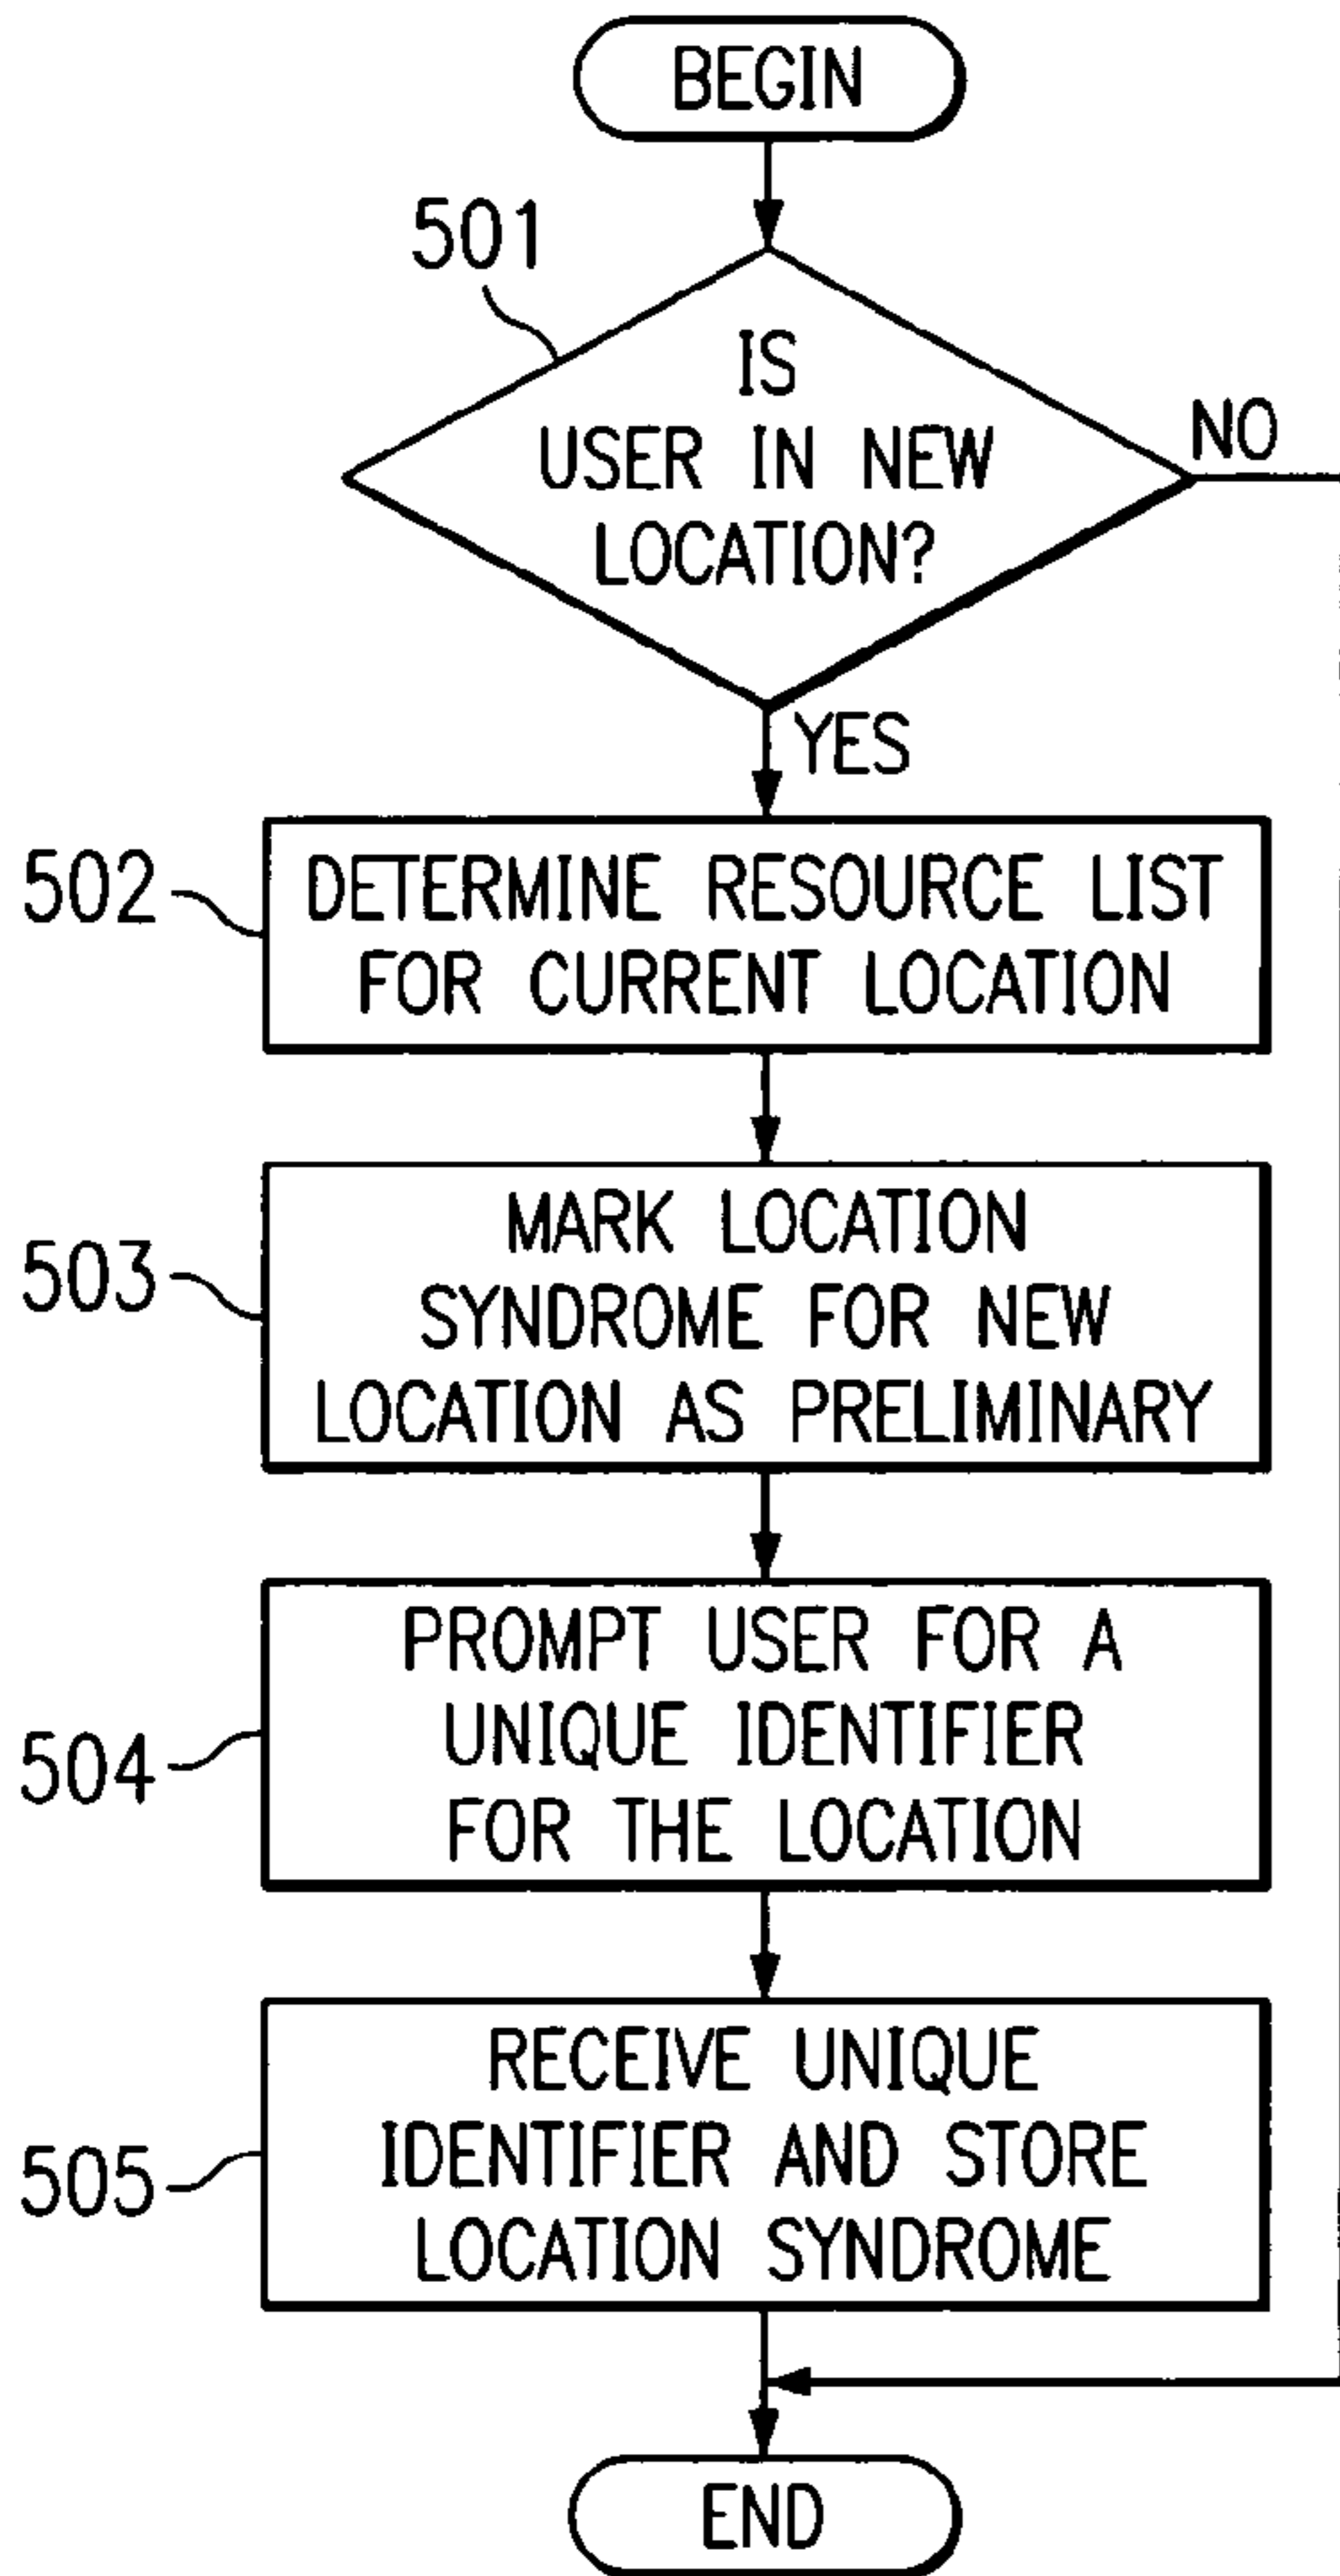 BEGIN
501
IS
USER IN NEW
LOCATION?
NO
YES
502
DETERMINE RESOURCE LIST
FOR CURRENT LOCATION
503
MARK LOCATION
SYNDROME FOR NEW
LOCATION AS PRELIMINARY
504
PROMPT USER FOR A
UNIQUE IDENTIFIER
FOR THE LOCATION
505
RECEIVE UNIQUE
IDENTIFIER AND STORE
LOCATION SYNDROME
END